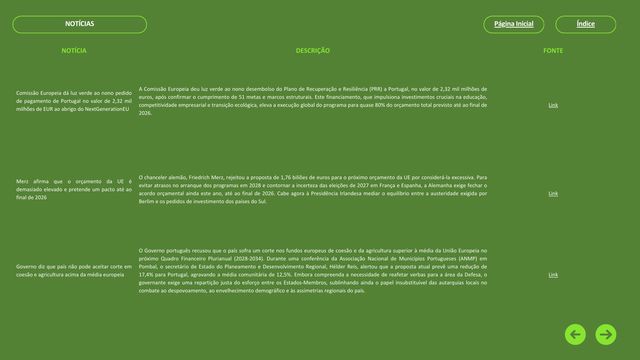 NOTÍCIAS
Página Inicial
Índice
NOTÍCIA
DESCRIÇÃO
FONTE
Comissão Europeia dá luz verde ao nono pedido
de pagamento de Portugal no valor de 2,32 mil
milhões de EUR ao abrigo do NextGenerationEU
A Comissão Europeia deu luz verde ao nono desembolso do Plano de Recuperação e Resiliência (PRR) a Portugal, no valor de 2,32 mil milhões de
euros, após confirmar o cumprimento de 51 metas e marcos estruturais. Este financiamento, que impulsiona investimentos cruciais na educação,
competitividade empresarial e transição ecológica, eleva a execução global do programa para quase 80% do orçamento total previsto até ao final de
2026.
Link
Merz afirma que o orçamento da UE é
demasiado elevado e pretende um pacto até ao
final de 2026
O chanceler alemão, Friedrich Merz, rejeitou a proposta de 1,76 biliões de euros para o próximo orçamento da UE por considerá-la excessiva. Para
evitar atrasos no arranque dos programas em 2028 e contornar a incerteza das eleições de 2027 em França e Espanha, a Alemanha exige fechar o
acordo orçamental ainda este ano, até ao final de 2026. Cabe agora à Presidência Irlandesa mediar o equilíbrio entre a austeridade exigida por
Berlim e os pedidos de investimento dos países do Sul.
Link
Governo diz que país não pode aceitar corte em
coesão e agricultura acima da média europeia
O Governo português recusou que o país sofra um corte nos fundos europeus de coesão e da agricultura superior à média da União Europeia no
próximo Quadro Financeiro Plurianual (2028-2034). Durante uma conferência da Associação Nacional de Municípios Portugueses (ANMP) em
Pombal, o secretário de Estado do Planeamento e Desenvolvimento Regional, Hélder Reis, alertou que a proposta atual prevê uma redução de
17,4% para Portugal, agravando a média comunitária de 12,5%. Embora compreenda a necessidade de reafetar verbas para a área da Defesa, o
governante exige uma repartição justa do esforço entre os Estados-Membros, sublinhando ainda o papel insubstituível das autarquias locais no
combate ao despovoamento, ao envelhecimento demográfico e às assimetrias regionais do país.
Link